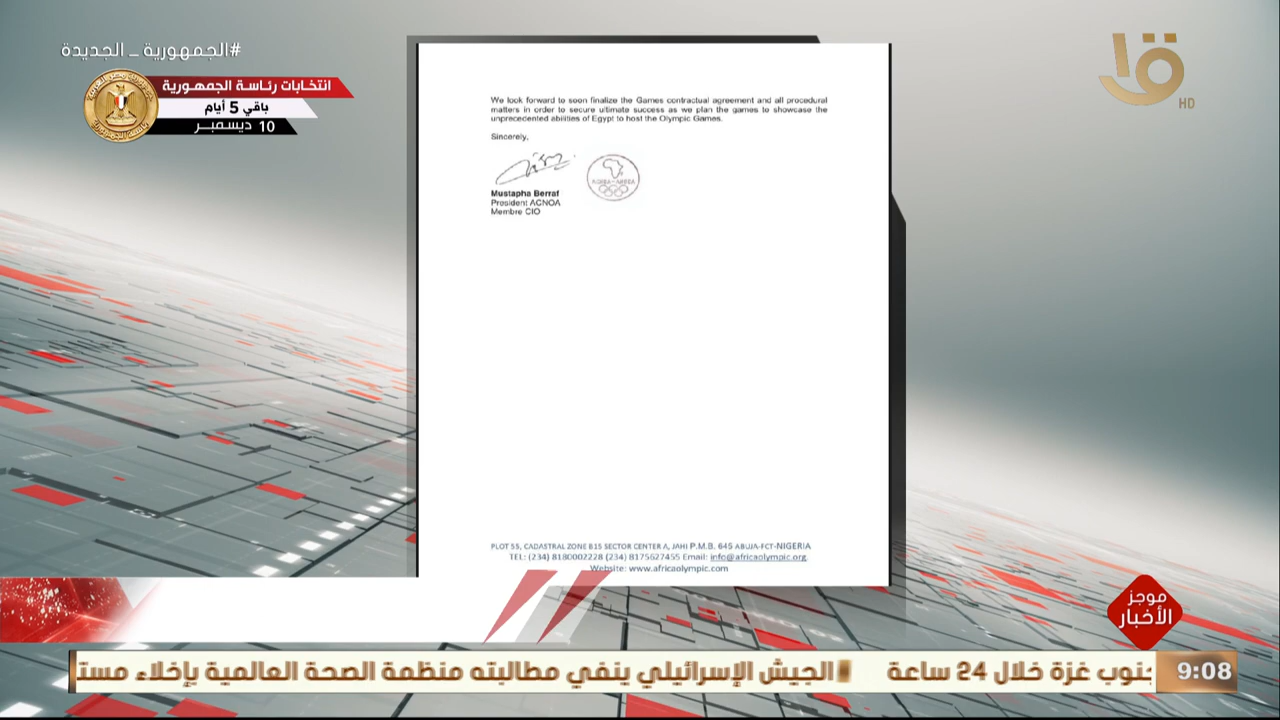 #الجمهورية _ الجديدة
انتخابات رئاسة الجمهورية
باقي 5 أيام
10 ديسمبر
HD
We look forward to soon finalize the Games contractual agreement and all procedural
matters in order to secure ultimate success as we plan the games to showcase the
unprecedented abilities of Egypt to host the Olympic Games.
Sincerely,
Mustapha Berraf
President ACNOA
Membre CIO
PLOT 55, CADASTRAL ZONE B15 SECTOR CENTER A, JAHI P.M.B. 645 ABUJA-FCT-NIGERIA
TEL: (234) 8180002228 (234) 8175627455 Email: info@africaolympic.org
Website: www.africaolympic.com
موجز
الأخبار
جنوب غزة خلال 24 ساعة الجيش الإسرائيلي ينفي مطالبته منظمة الصحة العالمية بإخلاء مست
9:08